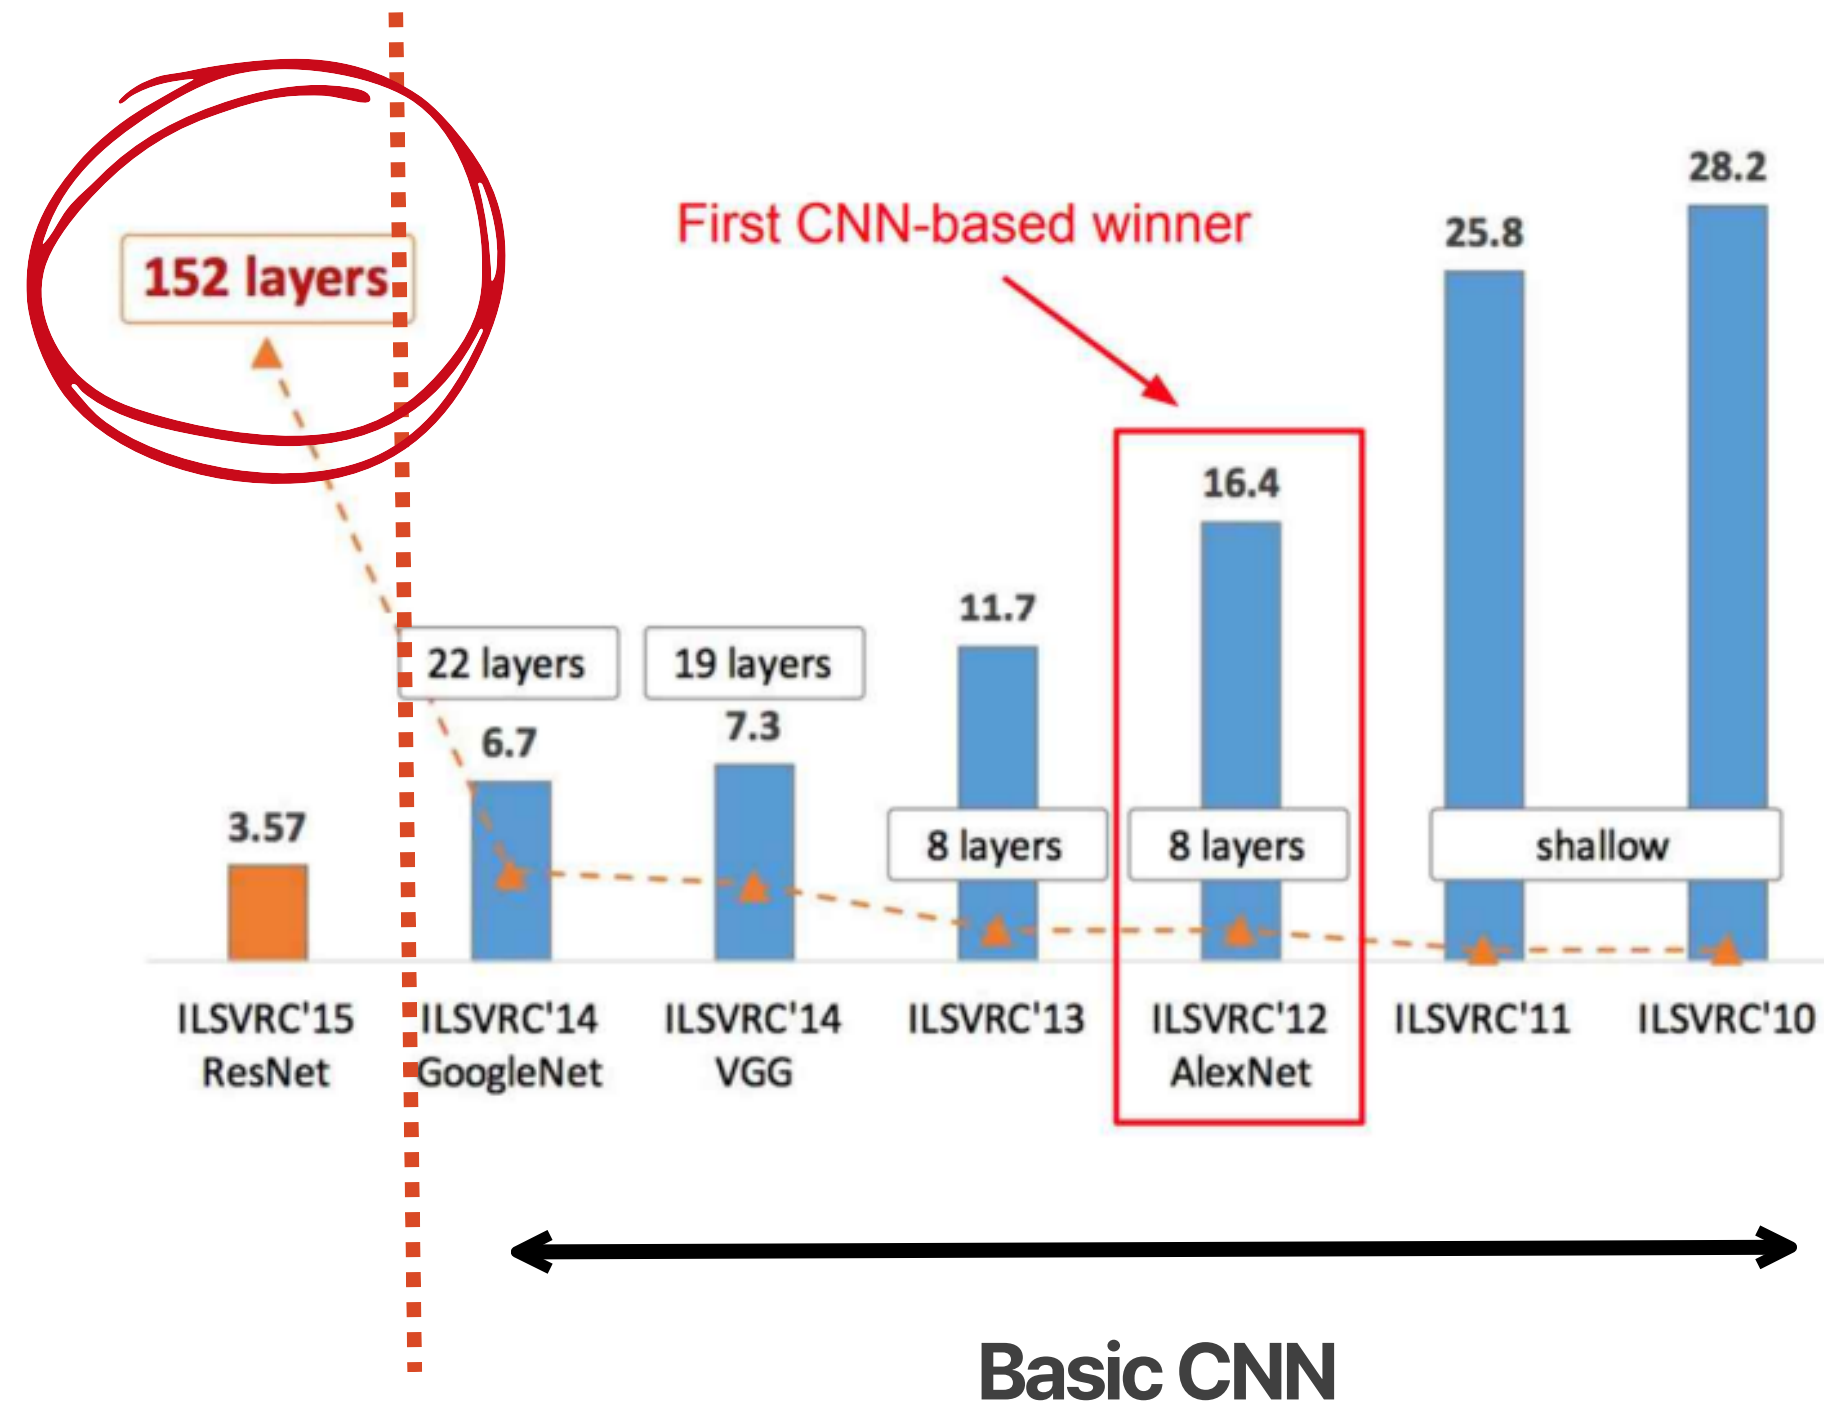 28.2
First CNN-based winner
25.8
152 layers
16.4
11.7
22 layers
19 layers
7.3
6.7
3.57
8 layers
8 layers
shallow
ILSVRC'15
ResNet
ILSVRC'14
GoogleNet
ILSVRC'14
VGG
ILSVRC'13
ILSVRC'12
AlexNet
ILSVRC'11
ILSVRC'10
Basic CNN